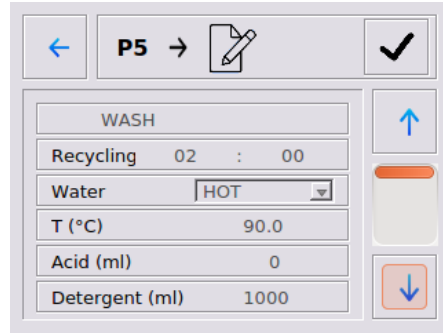 P5
WASH
Recycling 02 : 00
Water HOT
T (°C) 90.0
Acid (ml) 0
Detergent (ml) 1000